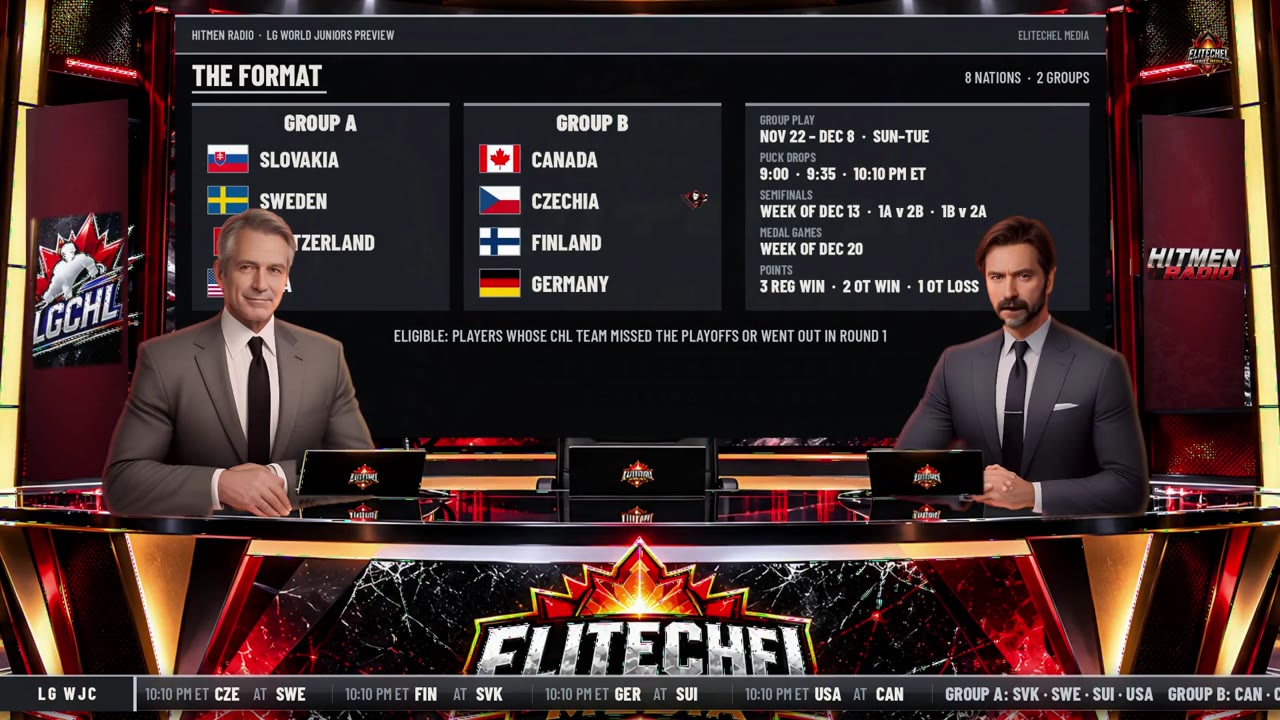 HITMEN RADIO · LG WORLD JUNIORS PREVIEW
ELITECHEL MEDIA
THE FORMAT
8 NATIONS · 2 GROUPS
GROUP A
SLOVAKIA
SWEDEN
TZERLAND
A
GROUP B
CANADA
CZECHIA
FINLAND
GERMANY
GROUP PLAY
NOV 22 – DEC 8 · SUN–TUE
PUCK DROPS
9:00 · 9:35 · 10:10 PM ET
SEMIFINALS
WEEK OF DEC 13 · 1A v 2B · 1B v 2A
MEDAL GAMES
WEEK OF DEC 20
POINTS
3 REG WIN · 2 OT WIN · 1 OT LOSS
ELIGIBLE: PLAYERS WHOSE CHL TEAM MISSED THE PLAYOFFS OR WENT OUT IN ROUND 1
ELITECHEL
LGCHL
HITMEN
RADIO
ELITECHEL
LG WJC
10:10 PM ET CZE AT SWE
10:10 PM ET FIN AT SVK
10:10 PM ET GER AT SUI
10:10 PM ET USA AT CAN
GROUP A: SVK · SWE · SUI · USA GROUP B: CAN ·